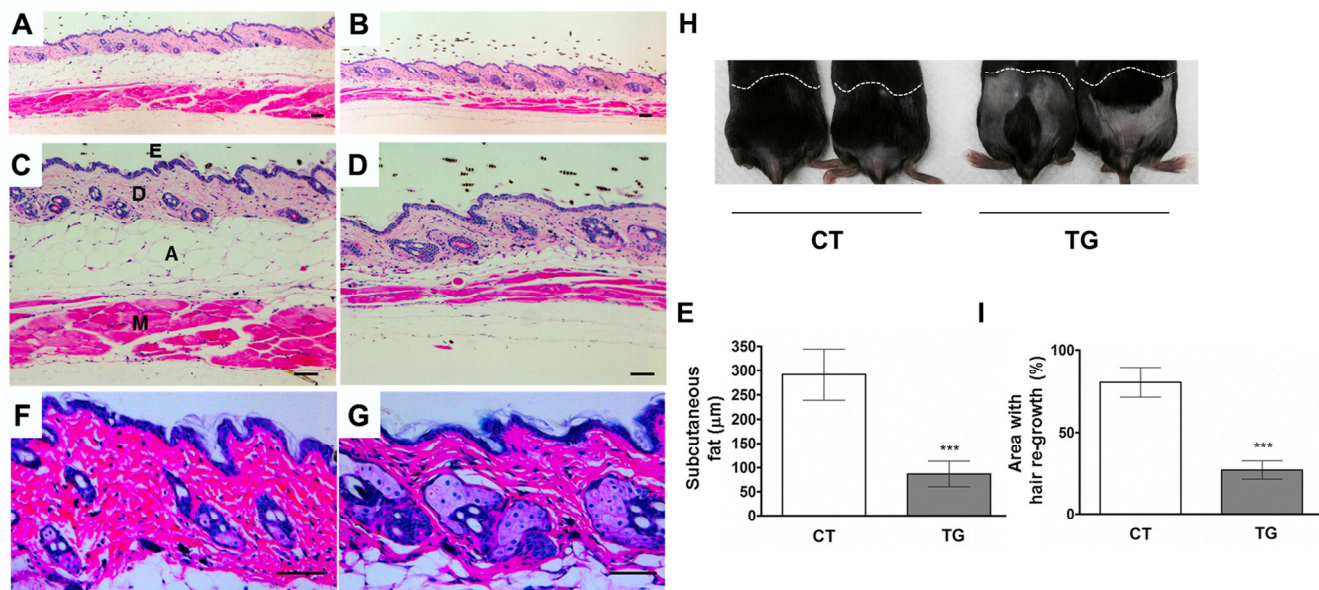 A
B
H
E
C
D
D
A
M
CT
TG
E
I
Subcutaneous
fat (µm)
350
300
250
200
150
100
50
0
***
CT
TG
Area with
hair re-growth (%)
100
50
0
***
CT
TG
F
G